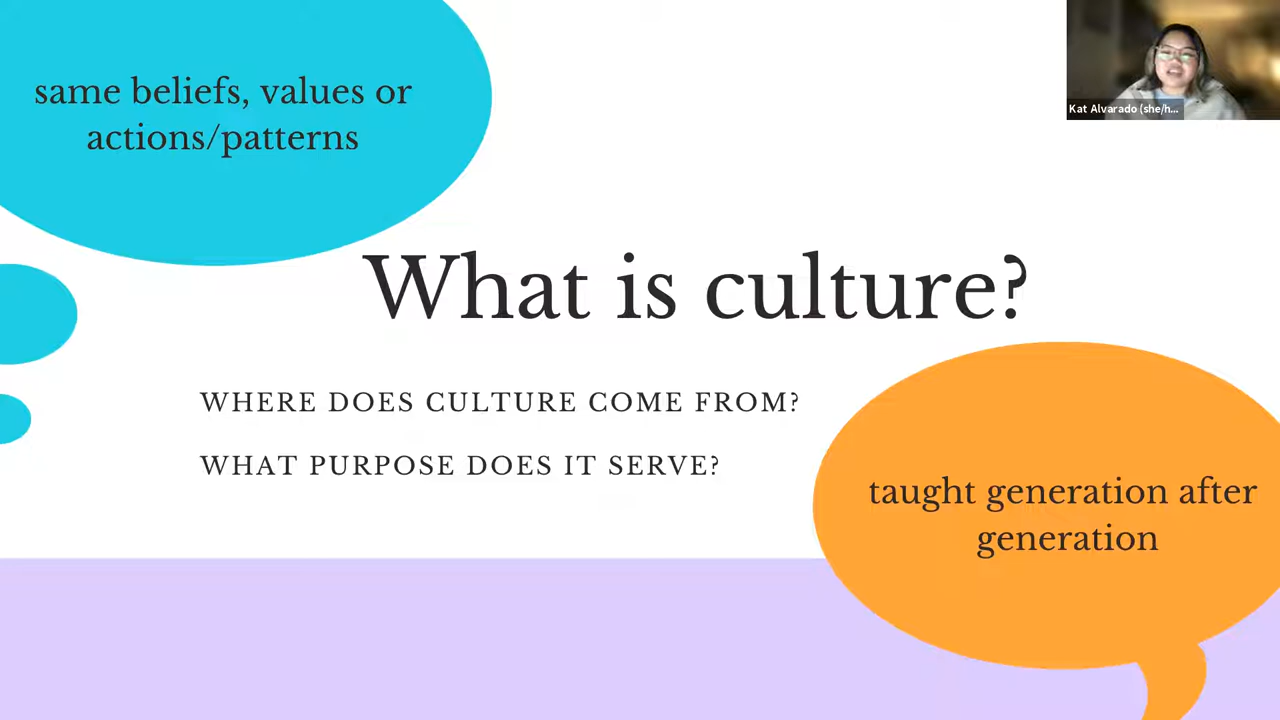 same beliefs, values or
actions/patterns
Kat Alvarado (she/h...
What is culture?
WHERE DOES CULTURE COME FROM?
WHAT PURPOSE DOES IT SERVE?
taught generation after
generation